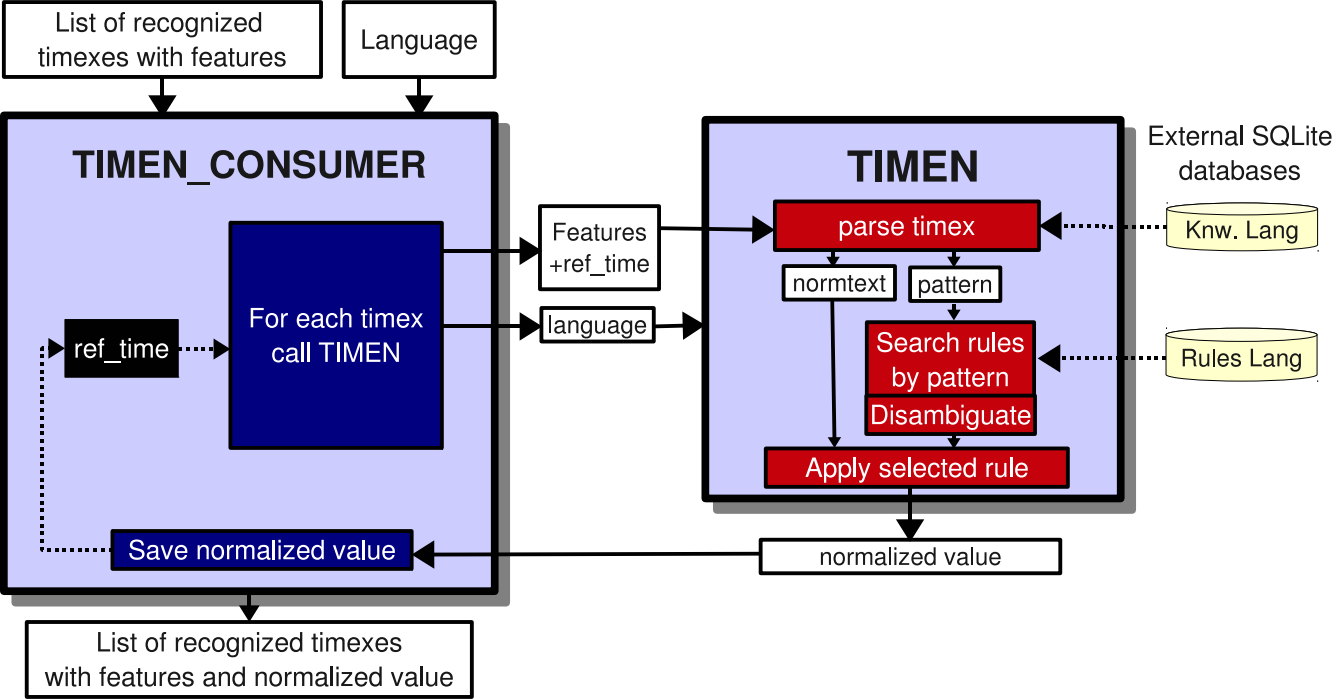 List of recognized
timexes with features
Language
TIMEN_CONSUMER
For each timex
call TIMEN
ref_time
Save normalized value
List of recognized timexes
with features and normalized value
Features
+ref_time
language
TIMEN
parse timex
normtext
pattern
Search rules
by pattern
Disambiguate
Apply selected rule
normalized value
External SQLite
databases
Knw. Lang
Rules Lang